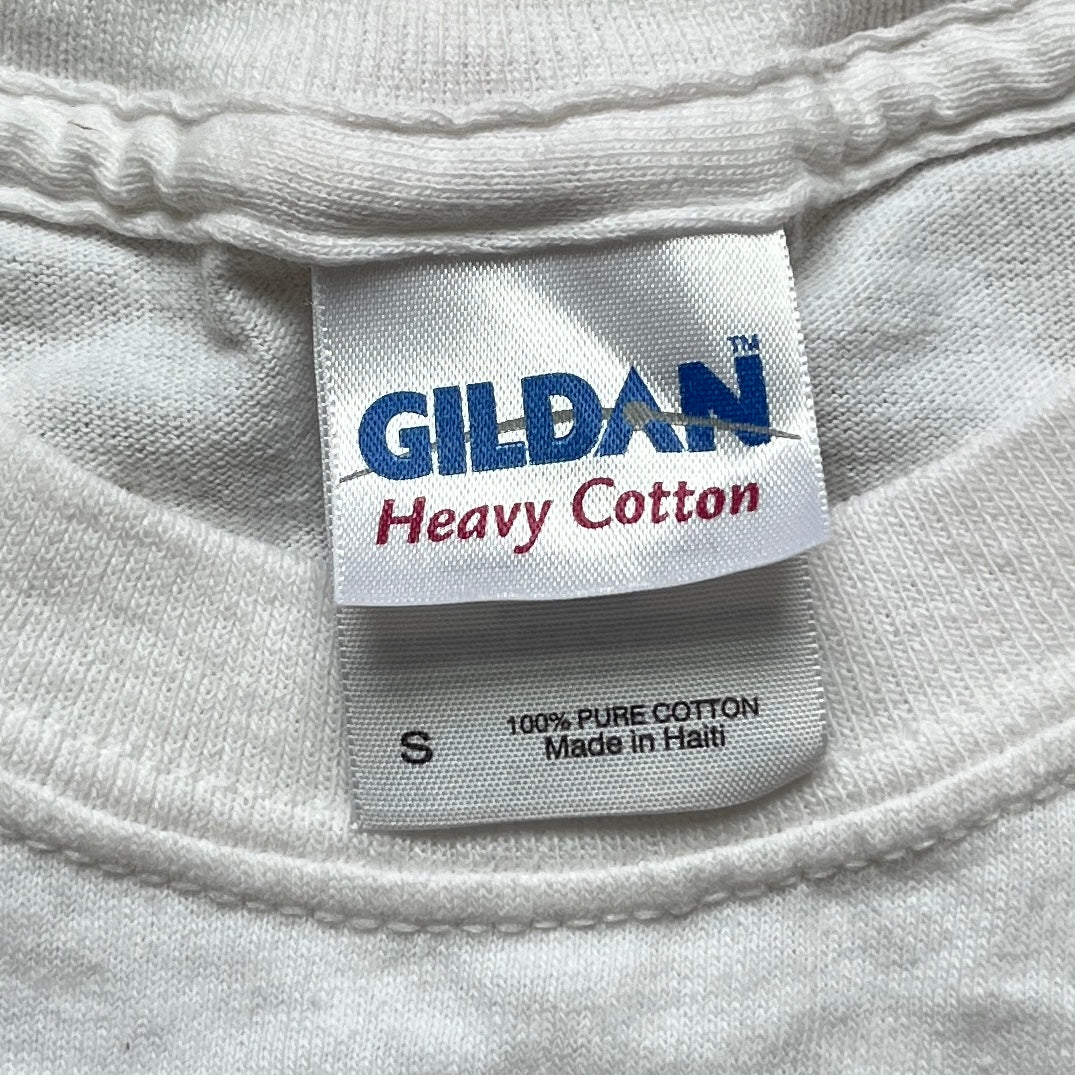 GILDAN™
Heavy Cotton
S
100% PURE COTTON
Made in Haiti